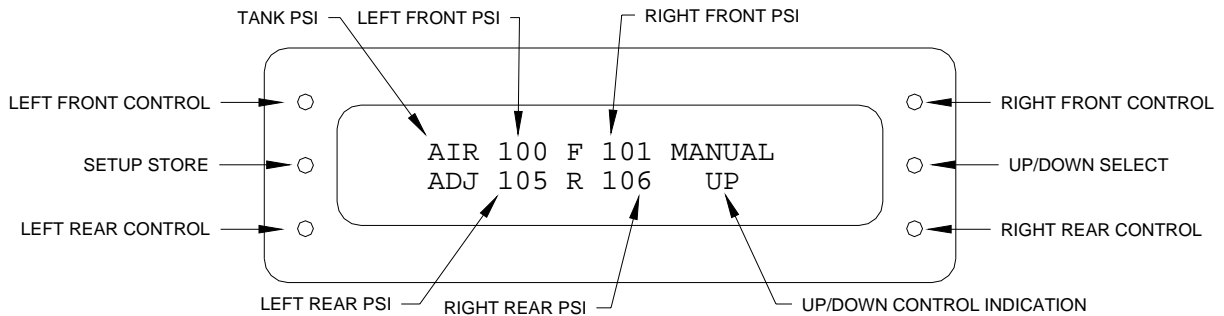 TANK PSI LEFT FRONT PSI RIGHT FRONT PSI
LEFT FRONT CONTROL
RIGHT FRONT CONTROL
AIR 100 F 101 MANUAL
SETUP STORE
UP/DOWN SELECT
ADJ 105 R 106 UP
LEFT REAR CONTROL
RIGHT REAR CONTROL
LEFT REAR PSI RIGHT REAR PSI UP/DOWN CONTROL INDICATION